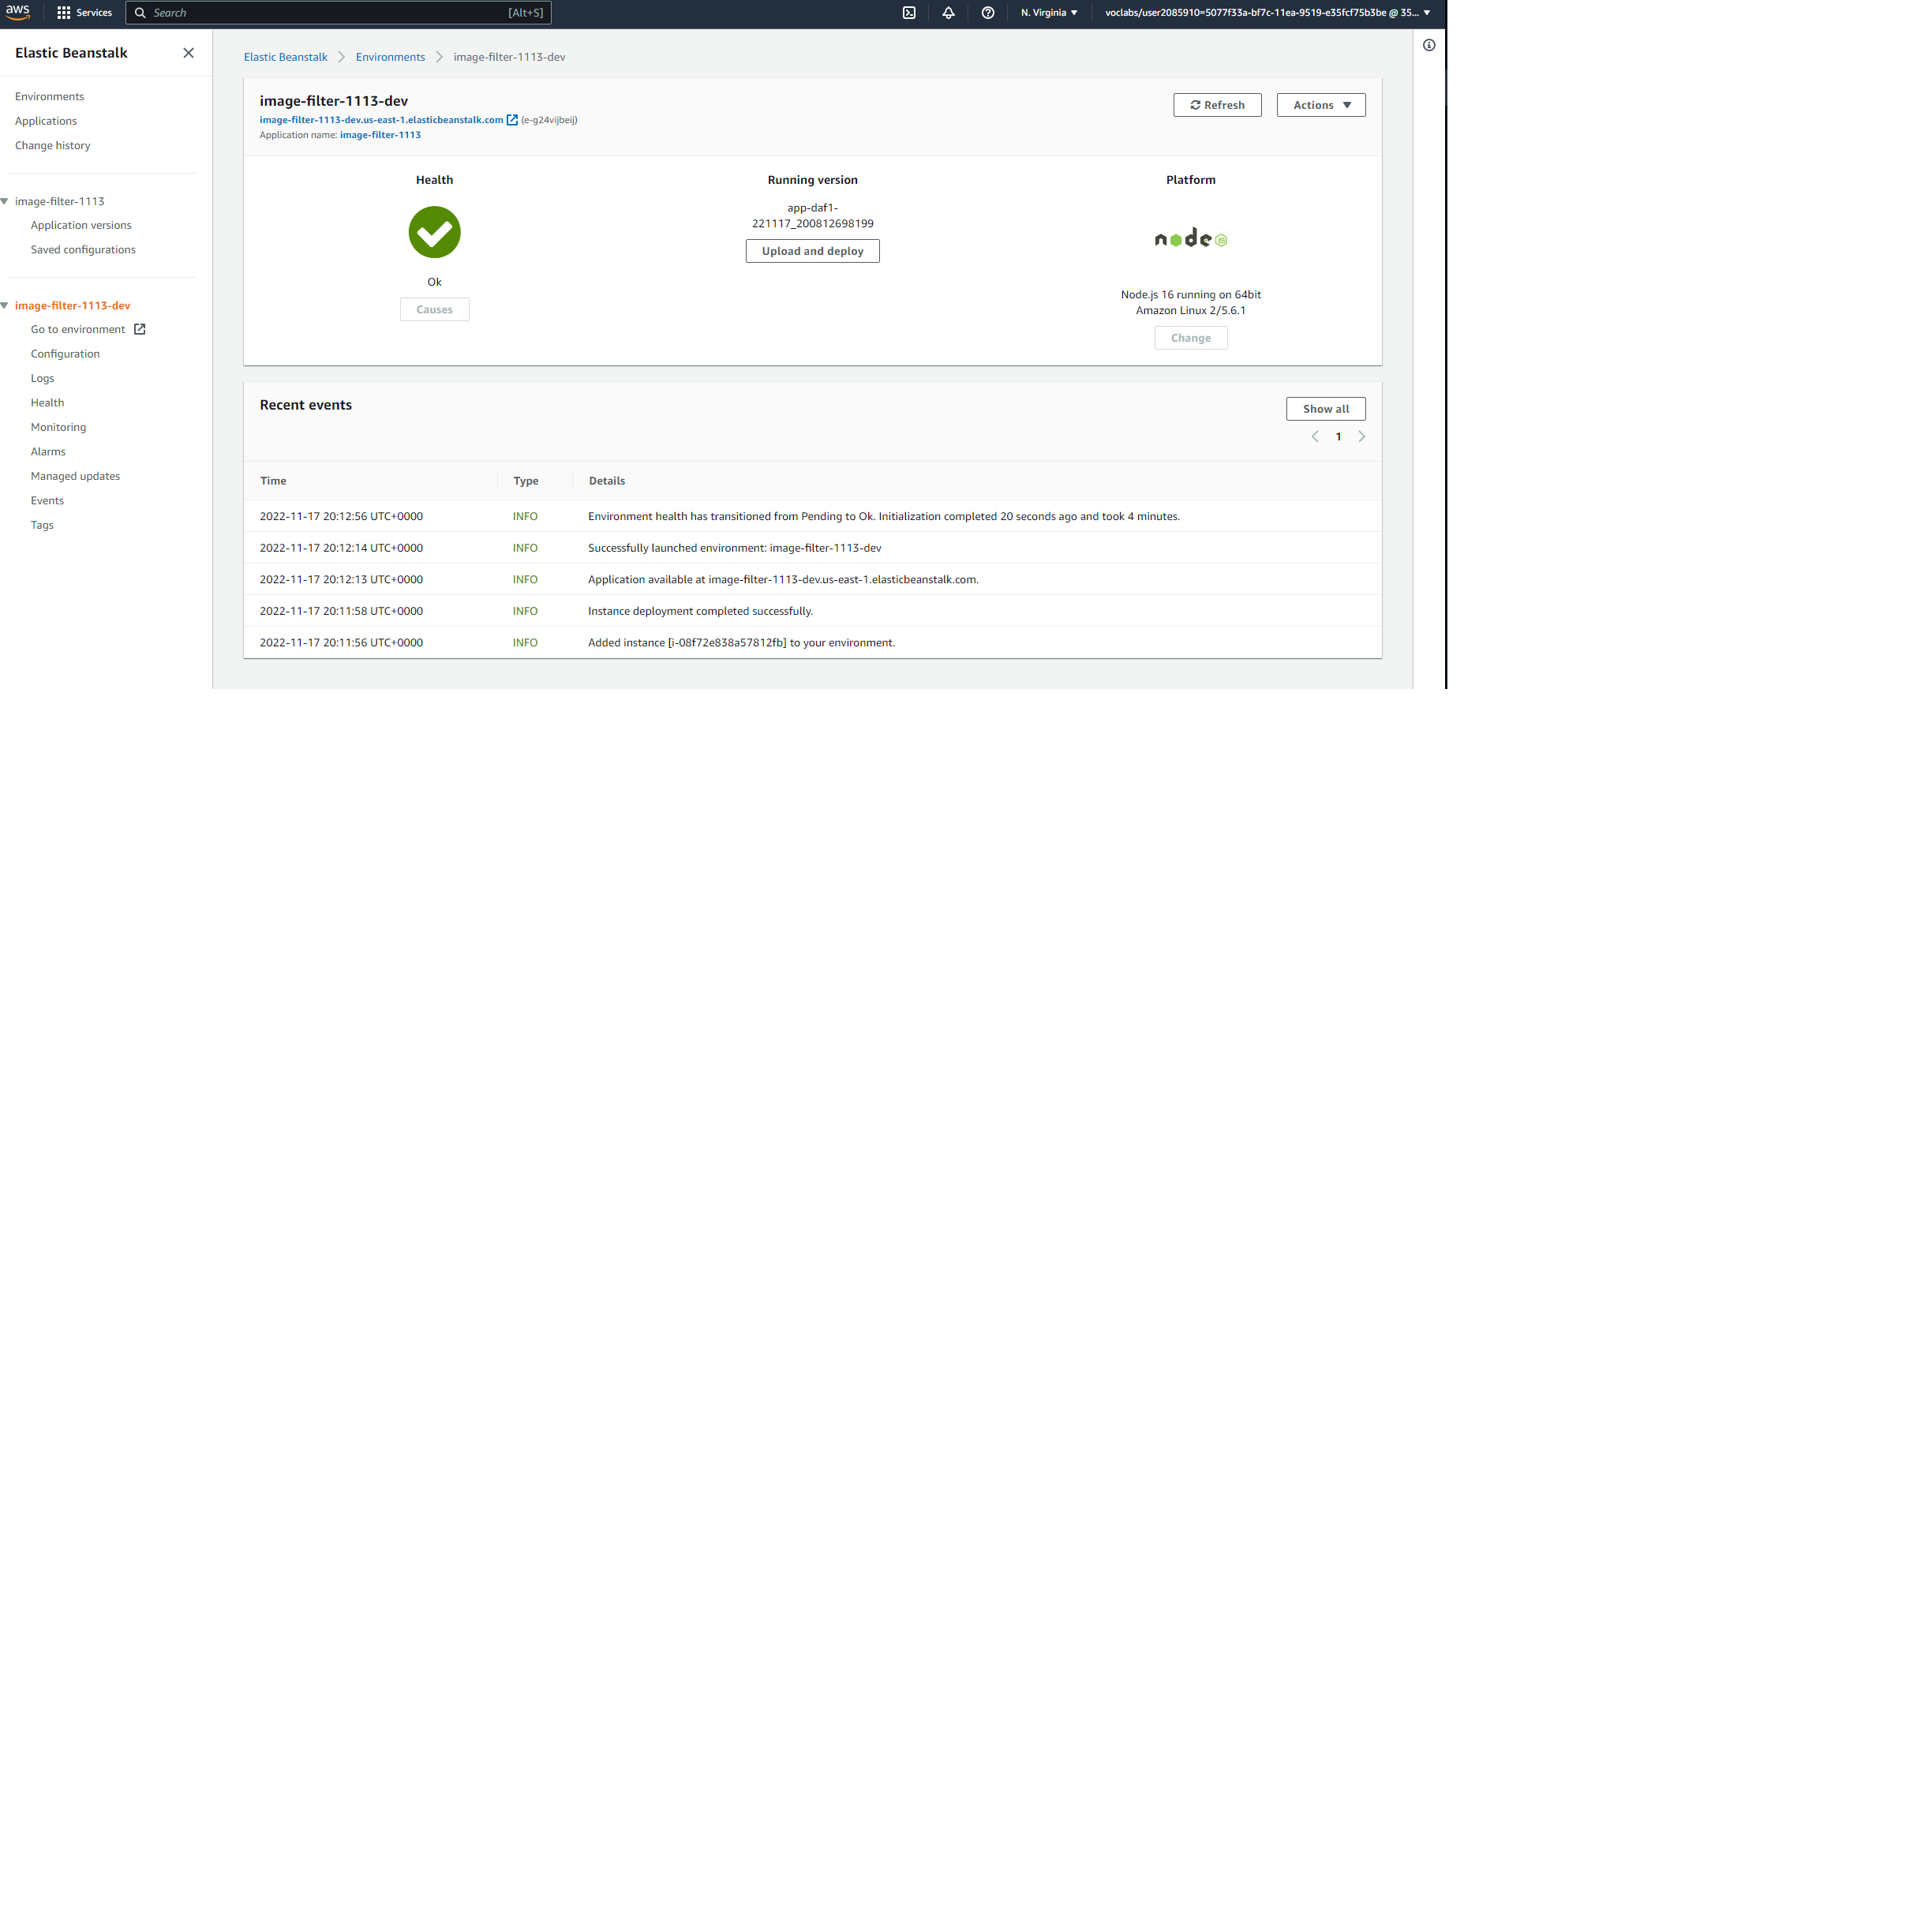 aws
Services
Search
[Alt+S]
N. Virginia
voclabs/user2085910=5077f33a-bf7c-11ea-9519-e35fcf75b3be @ 35...
Elastic Beanstalk
Environments
Applications
Change history
image-filter-1113
Application versions
Saved configurations
image-filter-1113-dev
Go to environment
Configuration
Logs
Health
Monitoring
Alarms
Managed updates
Events
Tags
Elastic Beanstalk
Environments
image-filter-1113-dev
image-filter-1113-dev
image-filter-1113-dev.us-east-1.elasticbeanstalk.com (e-g24vijbeij)
Application name: image-filter-1113
Refresh
Actions
Health
Ok
Causes
Running version
app-daf1-
221117_200812698199
Upload and deploy
Platform
node
JS
Node.js 16 running on 64bit
Amazon Linux 2/5.6.1
Change
Recent events
Show all
1
Time Type Details
2022-11-17 20:12:56 UTC+0000 INFO Environment health has transitioned from Pending to Ok. Initialization completed 20 seconds ago and took 4 minutes.
2022-11-17 20:12:14 UTC+0000 INFO Successfully launched environment: image-filter-1113-dev
2022-11-17 20:12:13 UTC+0000 INFO Application available at image-filter-1113-dev.us-east-1.elasticbeanstalk.com.
2022-11-17 20:11:58 UTC+0000 INFO Instance deployment completed successfully.
2022-11-17 20:11:56 UTC+0000 INFO Added instance [i-08f72e838a57812fb] to your environment.